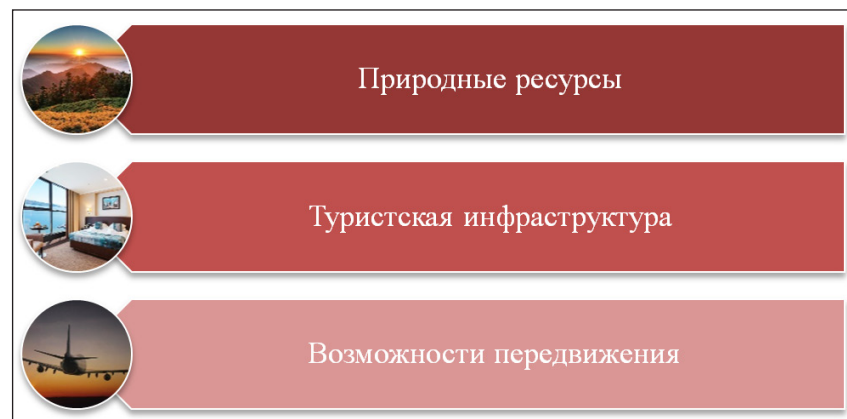 Природные ресурсы
Туристская инфраструктура
Возможности передвижения